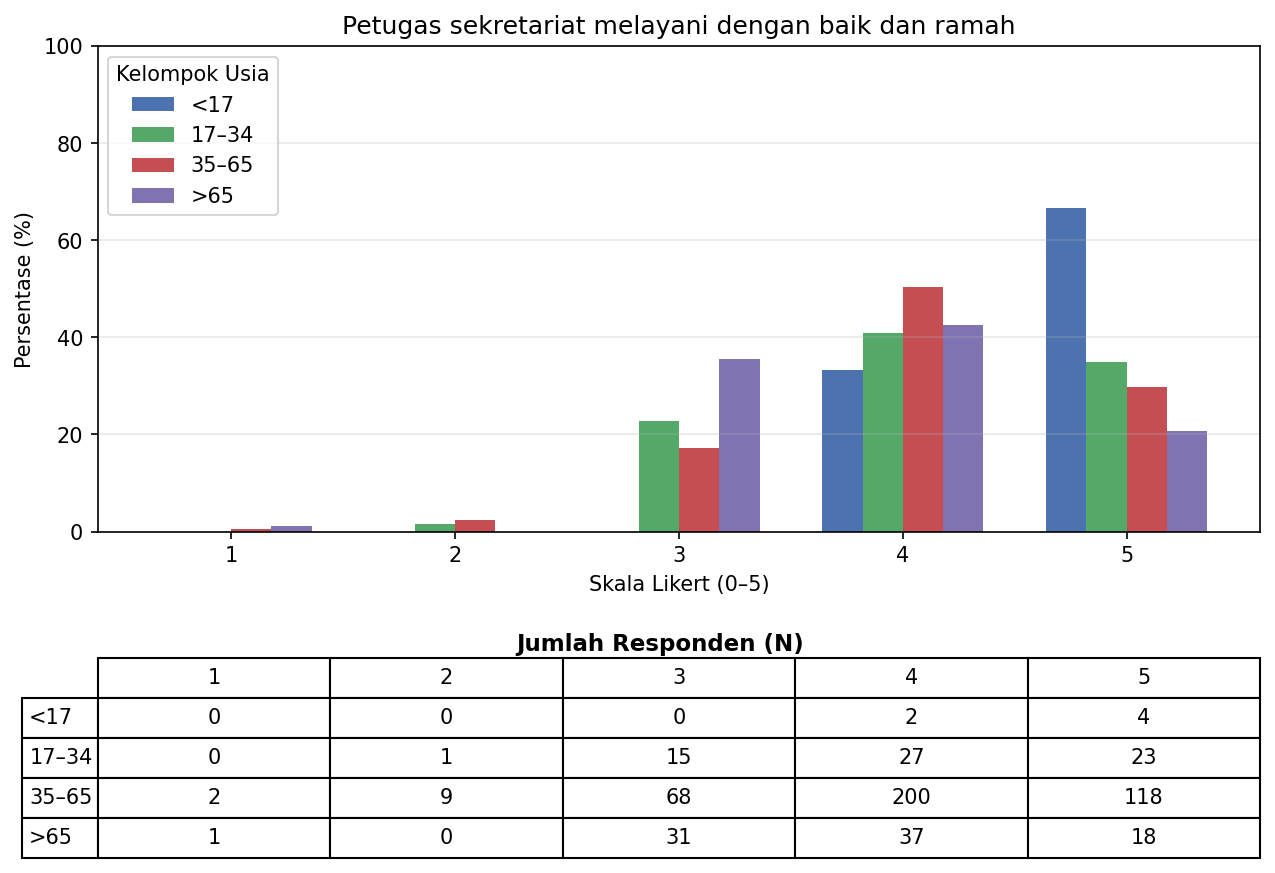 Petugas sekretariat melayani dengan baik dan ramah
100
80
60
40
20
0
Persentase (%)
Kelompok Usia
<17
17–34
35–65
>65
1 2 3 4 5
Skala Likert (0–5)
Jumlah Responden (N)
1 2 3 4 5
<17 0 0 0 2 4
17–34 0 1 15 27 23
35–65 2 9 68 200 118
>65 1 0 31 37 18